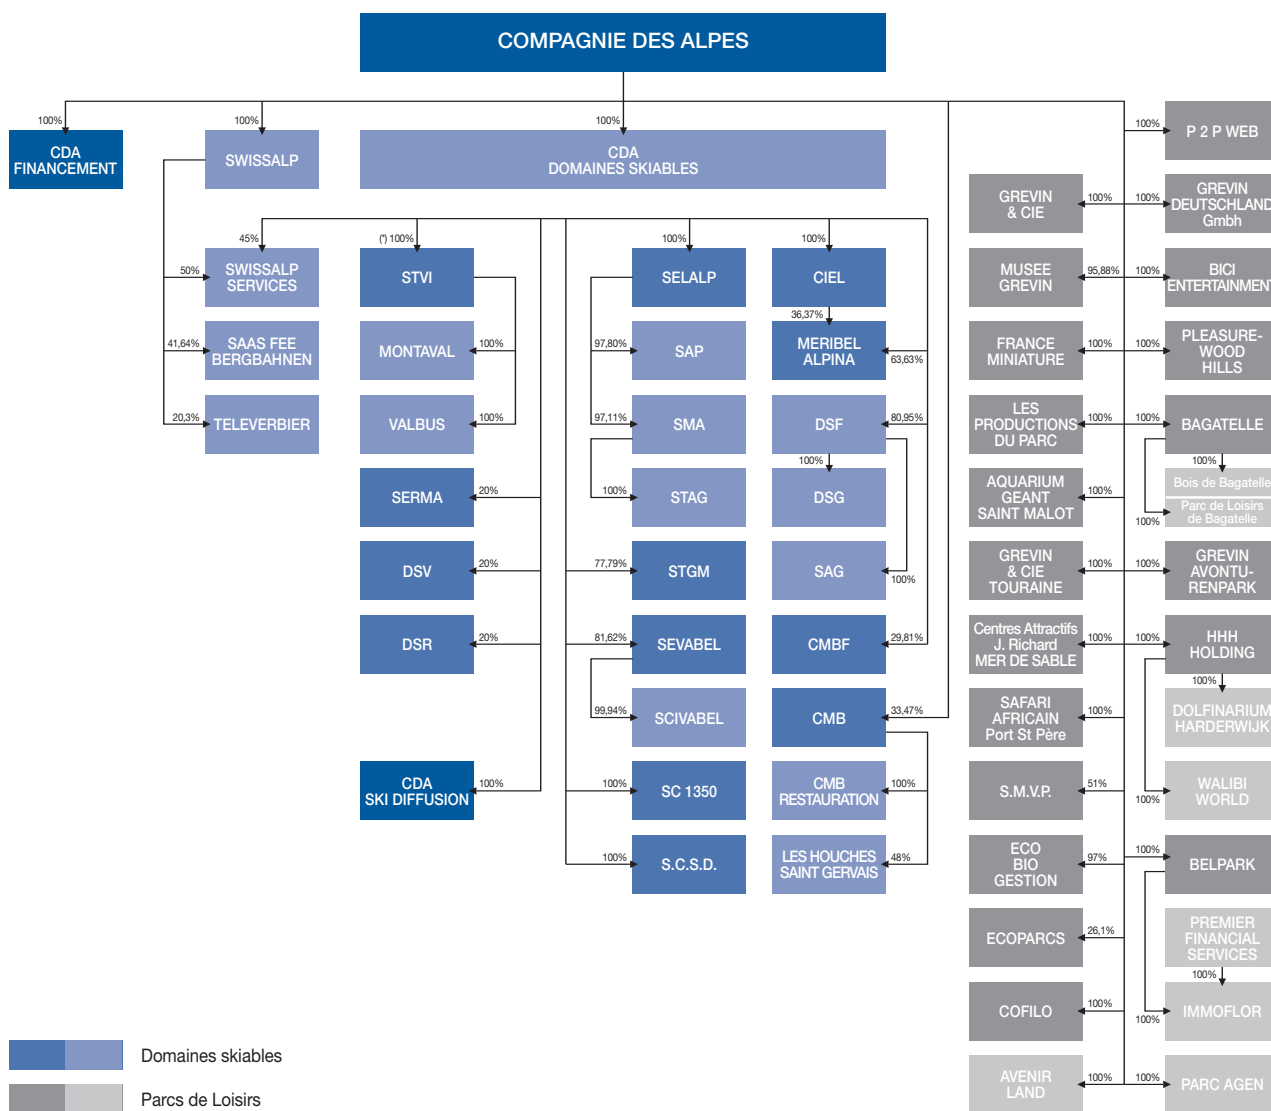 COMPAGNIE DES ALPES
100%
100%
100%
100%
CDA
FINANCEMENT
SWISSALP
CDA
DOMAINES SKIABLES
P 2 P WEB
GREVIN
& CIE
100%
100%
GREVIN
DEUTSCHLAND
Gmbh
45%
(*) 100%
100%
100%
50%
SWISSALP
SERVICES
STVI
SELALP
CIEL
MUSEE
GREVIN
95,88%
100%
BICI
ENTERTAINMENT
36,37%
41,64%
SAAS FEE
BERGBAHNEN
MONTAVAL
100%
97,80%
SAP
MERIBEL
ALPINA
63,63%
FRANCE
MINIATURE
100%
100%
PLEASURE-
WOOD
HILLS
20,3%
TELEVERBIER
VALBUS
100%
97,11%
SMA
DSF
80,95%
LES
PRODUCTIONS
DU PARC
100%
100%
BAGATELLE
100%
100%
SERMA
20%
100%
STAG
DSG
AQUARIUM
GEANT
SAINT MALOT
100%
Bois de Bagatelle
Parc de Loisirs
de Bagatelle
100%
DSV
20%
77,79%
STGM
SAG
100%
GREVIN
& CIE
TOURAINE
100%
100%
GREVIN
AVONTU-
RENPARK
DSR
20%
81,62%
SEVABEL
CMBF
29,81%
Centres Attractifs
J. Richard
MER DE SABLE
100%
100%
HHH
HOLDING
100%
99,94%
SCIVABEL
CMB
33,47%
SAFARI
AFRICAIN
Port St Père
100%
DOLFINARIUM
HARDERWIJK
CDA
SKI DIFFUSION
100%
100%
SC 1350
CMB
RESTAURATION
100%
S.M.V.P.
51%
100%
WALIBI
WORLD
100%
S.C.S.D.
LES HOUCHES
SAINT GERVAIS
48%
ECO
BIO
GESTION
97%
100%
BELPARK
ECOPARCS
26,1%
PREMIER
FINANCIAL
SERVICES
100%
COFILO
100%
100%
IMMOFLOR
Domaines skiables
AVENIR
LAND
100%
100%
PARC AGEN
Parcs de Loisirs